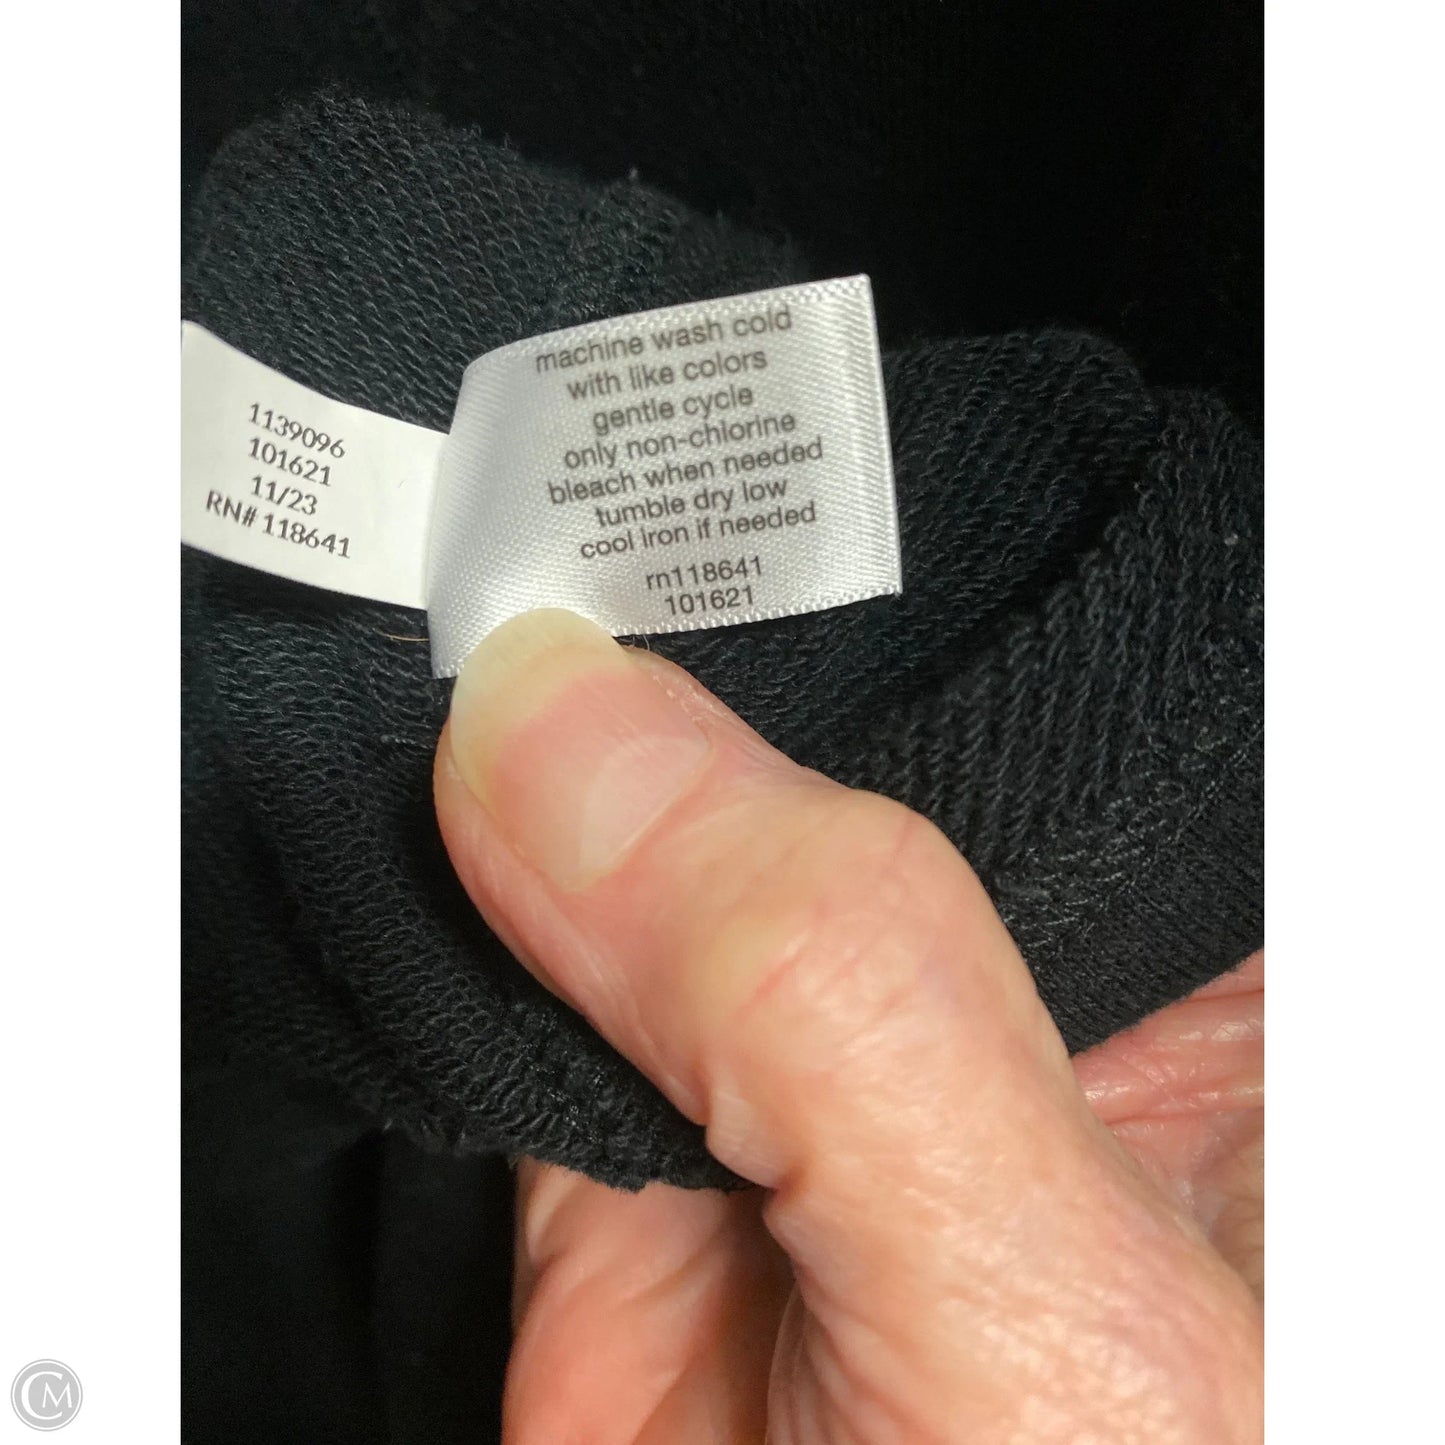 1139096
101621
11/23
RN# 118641
machine wash cold
with like colors
gentle cycle
only non-chlorine
bleach when needed
tumble dry low
cool iron if needed
rn118641
101621
CM